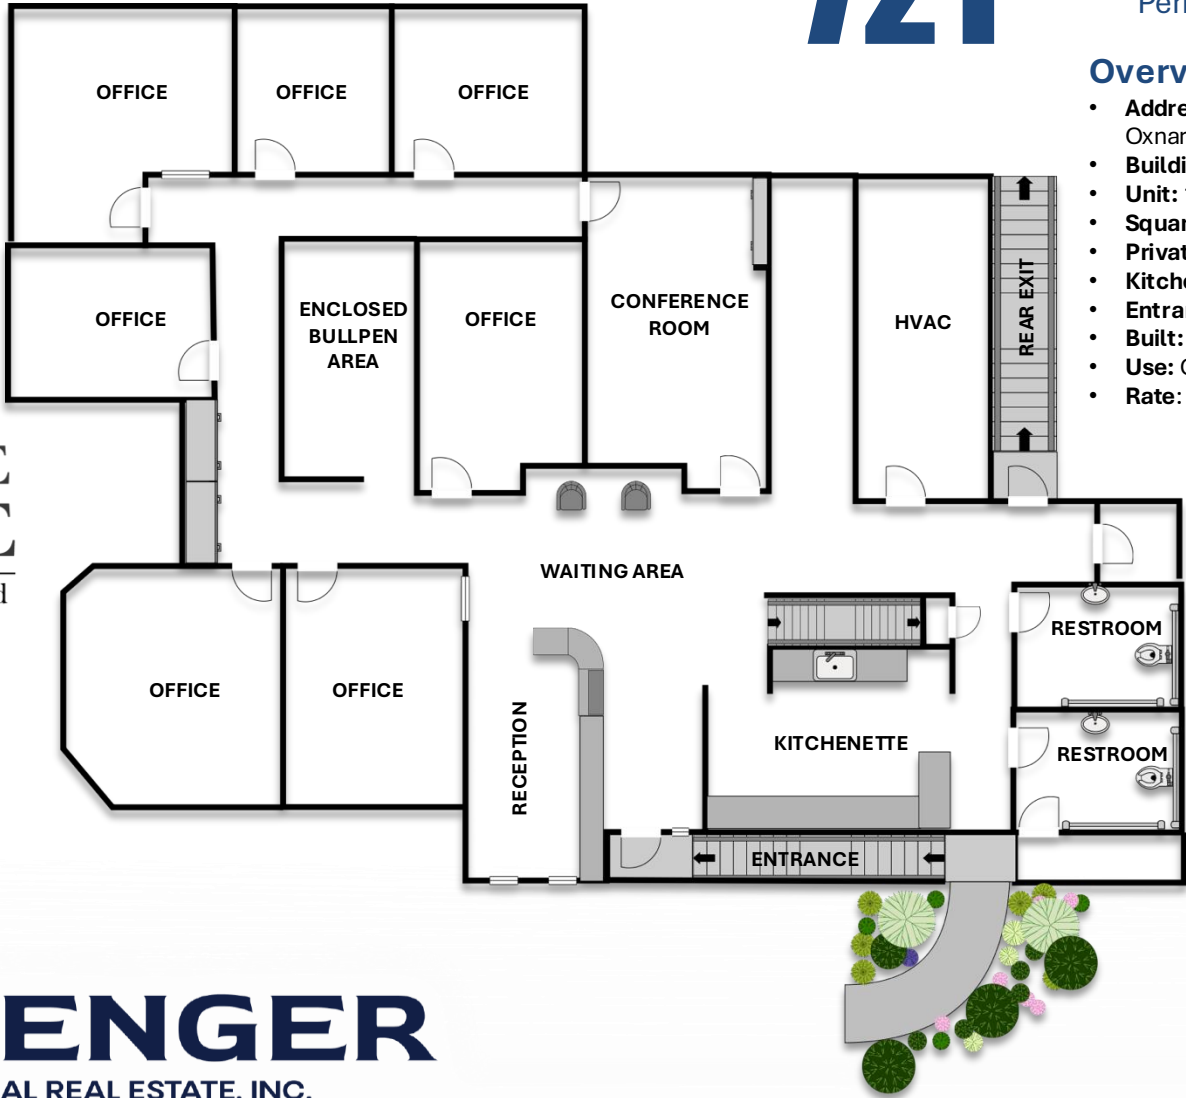 721
Overv
• Addre
Oxnar
• Buildi
• Unit:
• Squar
• Privat
• Kitche
• Entra
• Built:
• Use:
• Rate:
OFFICE
OFFICE
OFFICE
OFFICE
ENCLOSED
BULLPEN
AREA
OFFICE
CONFERENCE
ROOM
HVAC
REAR EXIT
E
E
d
WAITING AREA
OFFICE
OFFICE
RECEPTION
KITCHENETTE
RESTROOM
RESTROOM
ENTRANCE
ENGER
AL REAL ESTATE, INC.